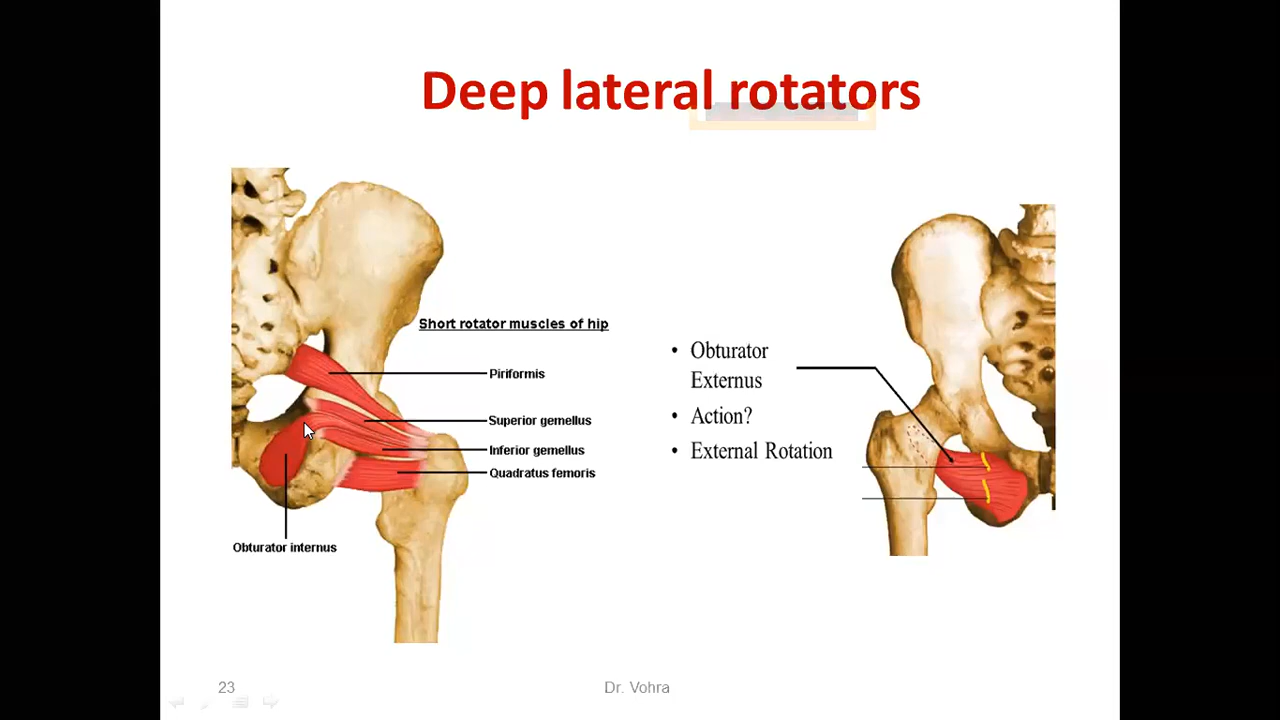 Deep lateral rotators
Short rotator muscles of hip
Piriformis
Superior gemellus
Inferior gemellus
Quadratus femoris
Obturator internus
• Obturator
Externus
• Action?
• External Rotation
23
Dr. Vohra